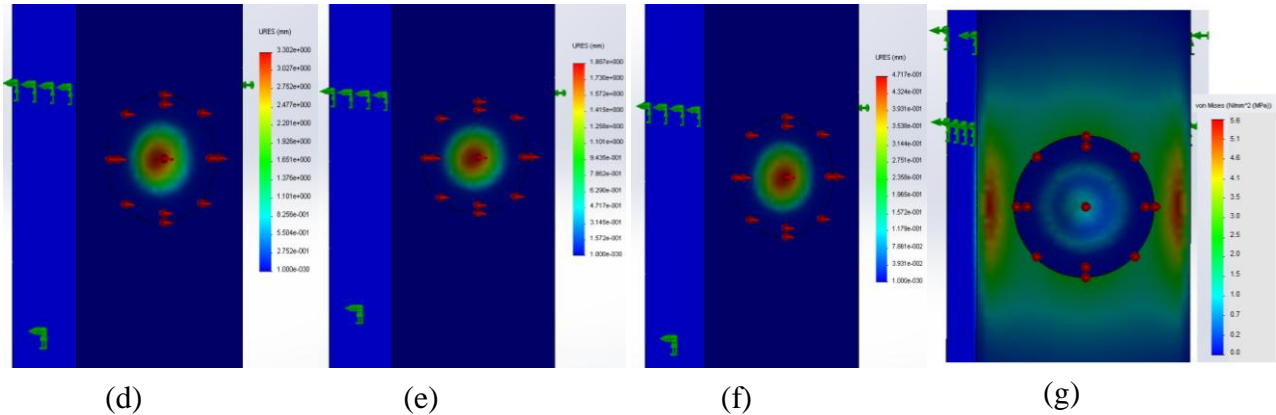 URES (mm)
3.302e+000
3.027e+000
2.752e+000
2.477e+000
2.201e+000
1.926e+000
1.651e+000
1.376e+000
1.101e+000
8.256e-001
5.504e-001
2.752e-001
1.000e-030
URES (mm)
1.887e+000
1.730e+000
1.572e+000
1.415e+000
1.258e+000
1.101e+000
9.435e-001
7.862e-001
6.290e-001
4.717e-001
3.145e-001
1.572e-001
1.000e-030
URES (mm)
4.717e-001
4.324e-001
3.931e-001
3.538e-001
3.144e-001
2.751e-001
2.358e-001
1.965e-001
1.572e-001
1.179e-001
7.861e-002
3.931e-002
1.000e-030
von Mises (N/mm^2 (MPa))
5.6
4.6
4.1
3.5
2.5
2.0
1.0
0.7
0.2
0.0
(d)
(e)
(f)
(g)